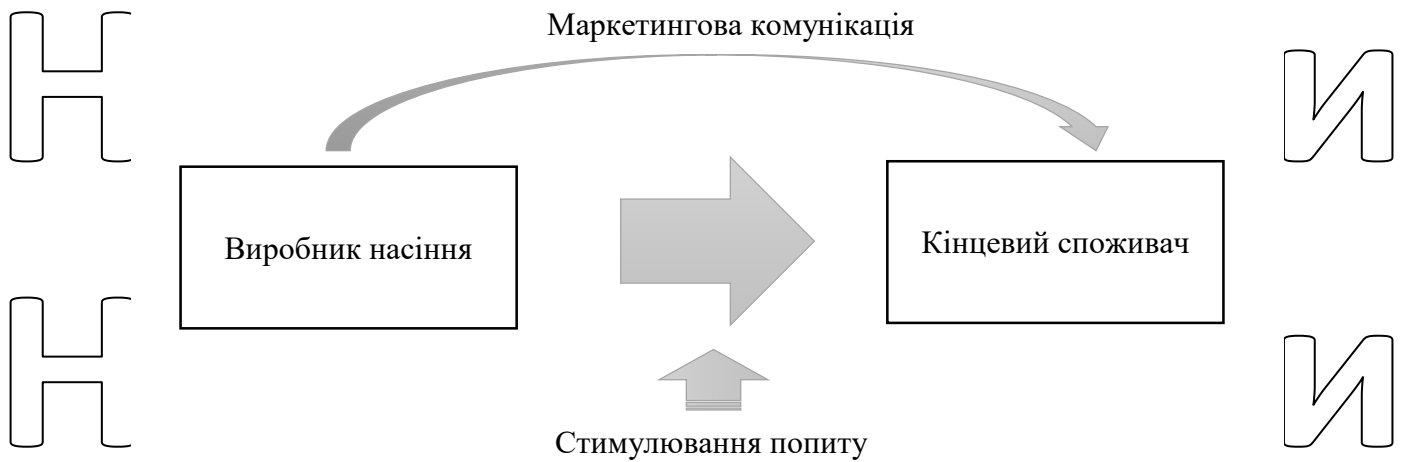 Маркетингова комунікація
Н
И
Виробник насіння
Кінцевий споживач
Н
И
Стимулювання попиту